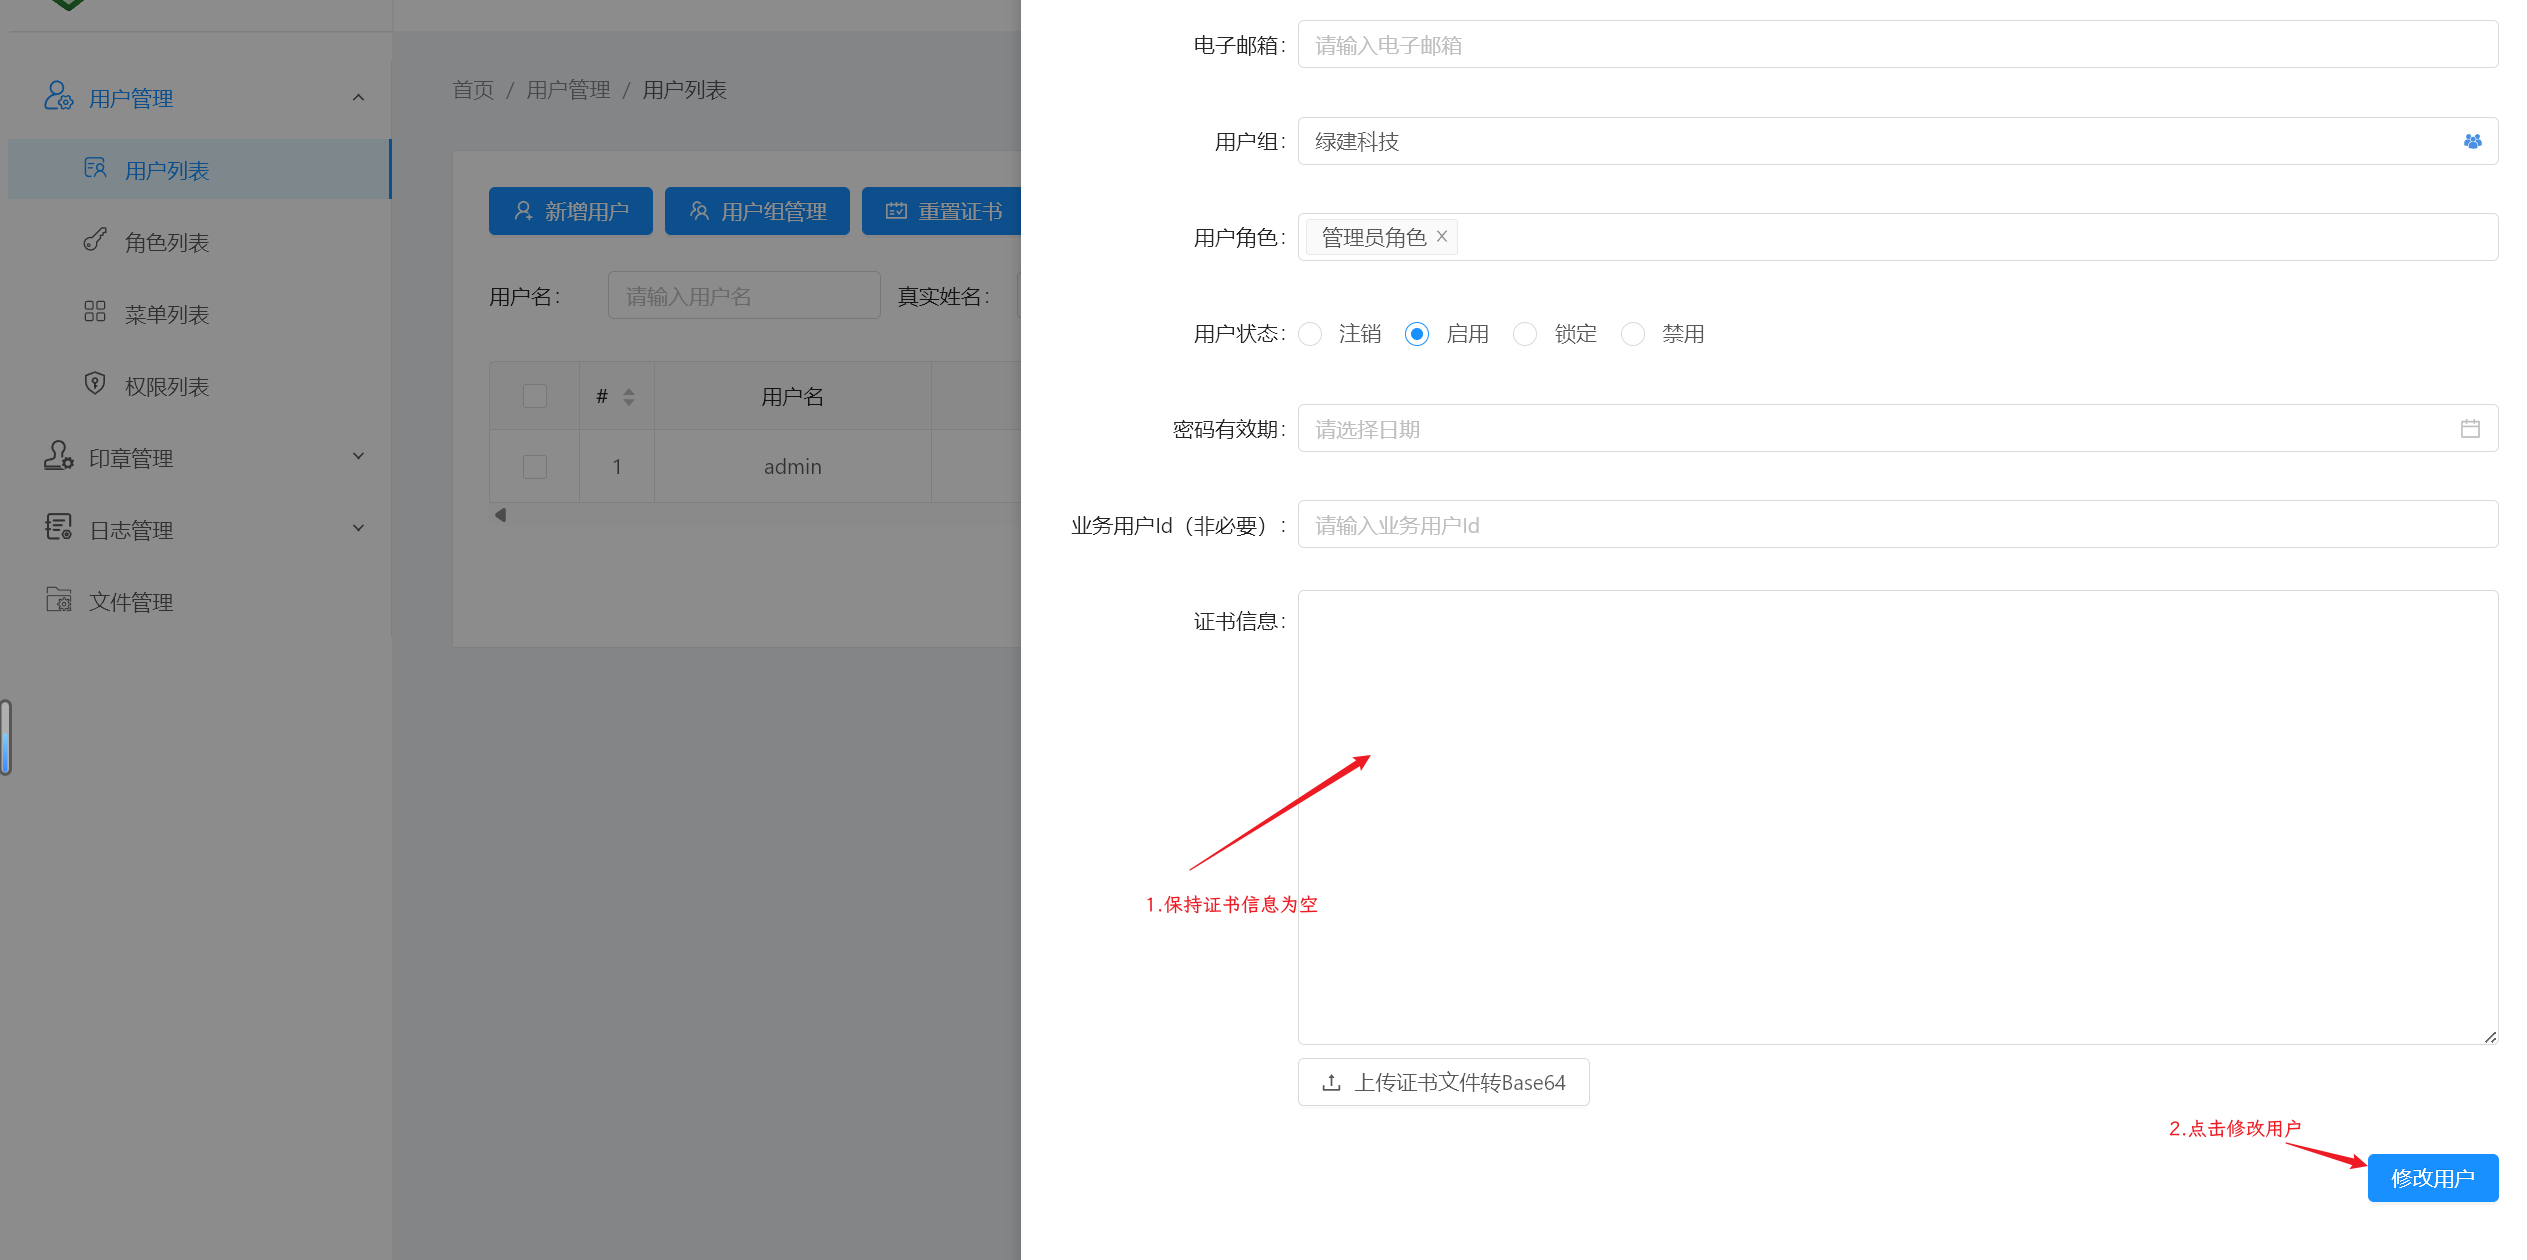 用户管理
用户列表
角色列表
菜单列表
权限列表
印章管理
日志管理
文件管理
首页 / 用户管理 / 用户列表
新增用户 用户组管理 重置证书
用户名: 请输入用户名 真实姓名:
# 用户名
1 admin
电子邮箱: 请输入电子邮箱
用户组: 绿建科技
用户角色: 管理员角色
用户状态: 注销 启用 锁定 禁用
密码有效期: 请选择日期
业务用户Id（非必要）: 请输入业务用户Id
证书信息:
1.保持证书信息为空
上传证书文件转Base64
2.点击修改用户
修改用户